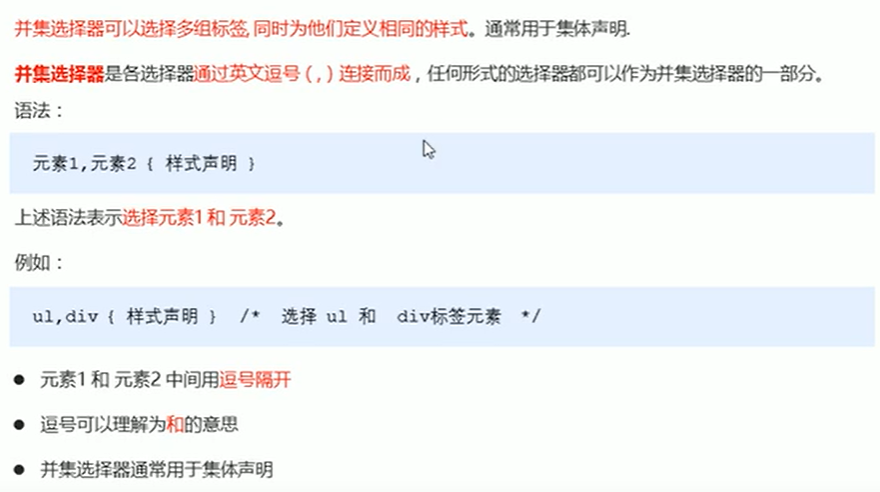 并集选择器可以选择多组标签, 同时为他们定义相同的样式。通常用于集体声明.
并集选择器是各选择器通过英文逗号（,）连接而成，任何形式的选择器都可以作为并集选择器的一部分。
语法：
元素1,元素2 { 样式声明 }
上述语法表示选择元素1 和 元素2。
例如：
ul,div { 样式声明 } /* 选择 ul 和 div标签元素 */
● 元素1 和 元素2 中间用逗号隔开
● 逗号可以理解为和的意思
● 并集选择器通常用于集体声明